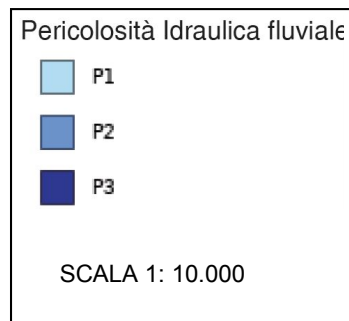 Pericolosità Idraulica fluviale
P1
P2
P3
SCALA 1: 10.000